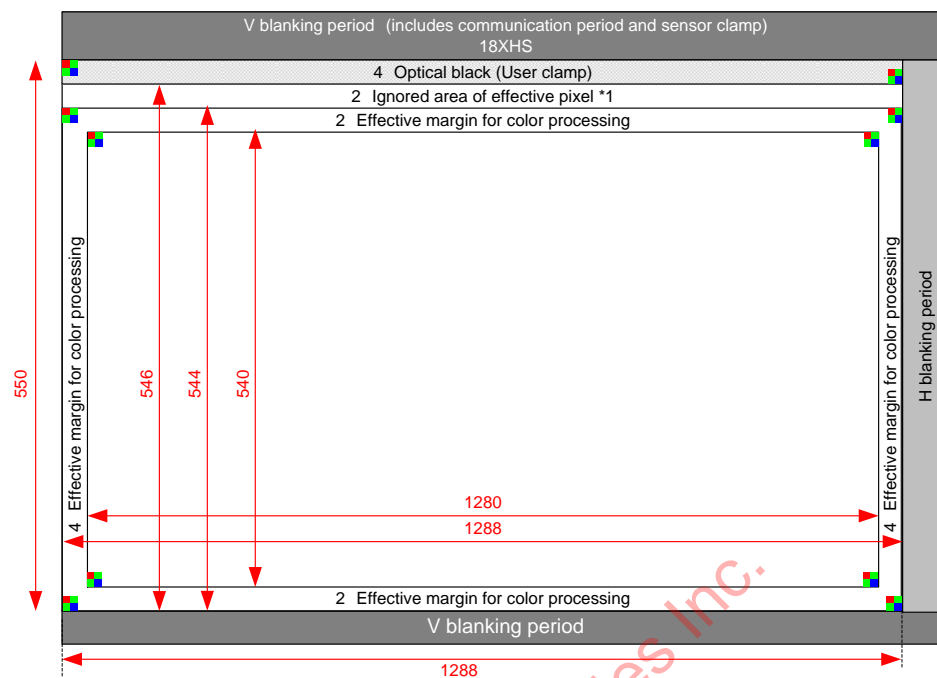 V blanking period (includes communication period and sensor clamp)
18XHS
4 Optical black (User clamp)
2 Ignored area of effective pixel *1
2 Effective margin for color processing
4 Effective margin for color processing
4 Effective margin for color processing
H blanking period
550
546
544
540
1280
1288
2 Effective margin for color processing
V blanking period
1288
Inc.